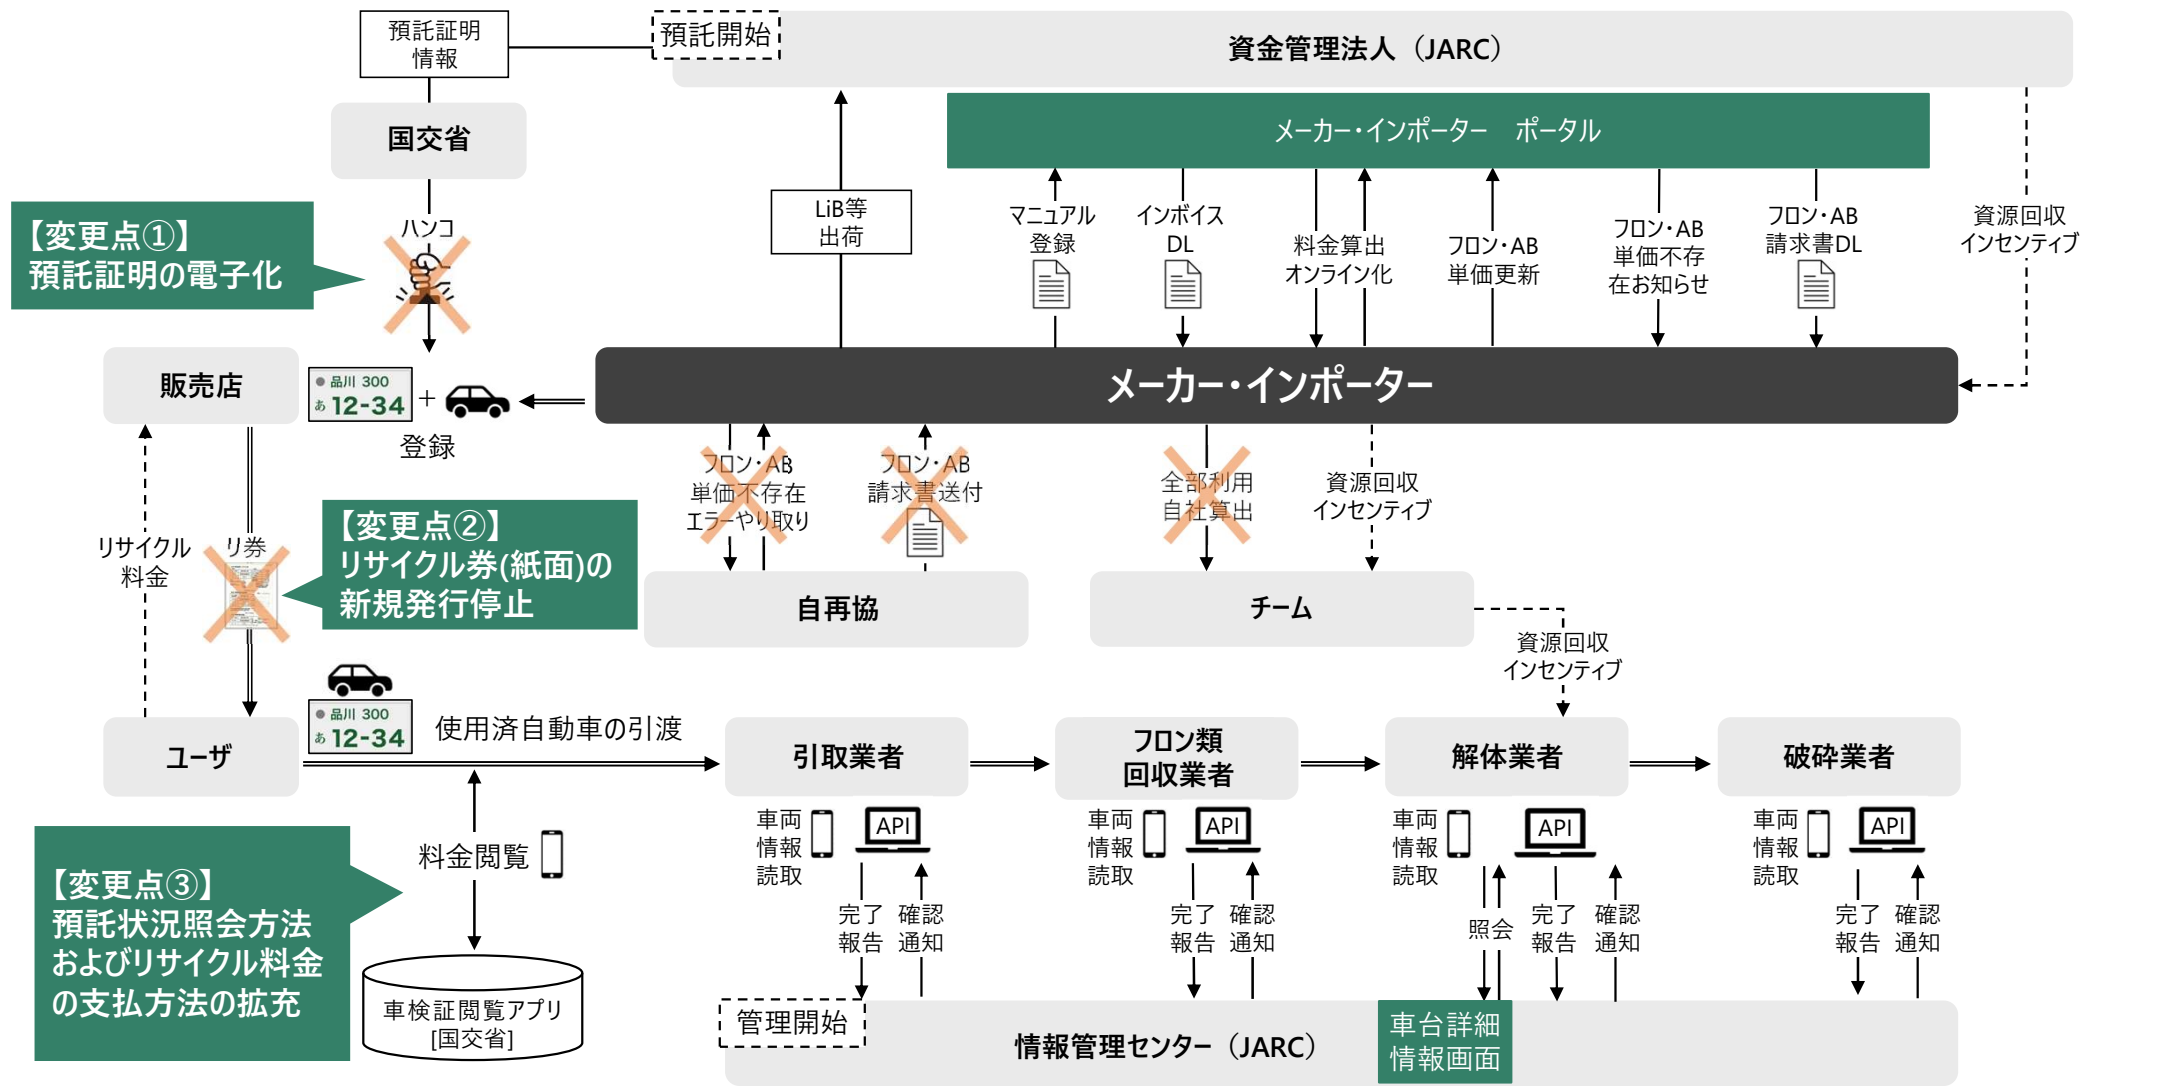 預託証明
情報
預託開始
資金管理法人（JARC）
国交省
メーカー・インポーター　ポータル
【変更点①】
預託証明の電子化
ハンコ
LiB等
出荷
マニュアル
登録
インボイス
DL
料金算出
オンライン化
フロン・AB
単価更新
フロン・AB
単価不存
在お知らせ
フロン・AB
請求書DL
資源回収
インセンティブ
販売店
品川 300
あ 12-34
+
登録
メーカー・インポーター
フロン・AB
単価不存在
エラーやり取り
フロン・AB
請求書送付
全部利用
自社算出
資源回収
インセンティブ
リサイクル
料金
リ券
【変更点②】
リサイクル券(紙面)の
新規発行停止
自再協
チーム
資源回収
インセンティブ
ユーザ
品川 300
あ 12-34
使用済自動車の引渡
引取業者
フロン類
回収業者
解体業者
破砕業者
車両
情報
読取
API
車両
情報
読取
API
車両
情報
読取
API
車両
情報
読取
API
料金閲覧
【変更点③】
預託状況照会方法
およびリサイクル料金
の支払方法の拡充
完了
報告
確認
通知
完了
報告
確認
通知
照会
完了
報告
確認
通知
完了
報告
確認
通知
車検証閲覧アプリ
[国交省]
管理開始
情報管理センター（JARC）
車台詳細
情報画面